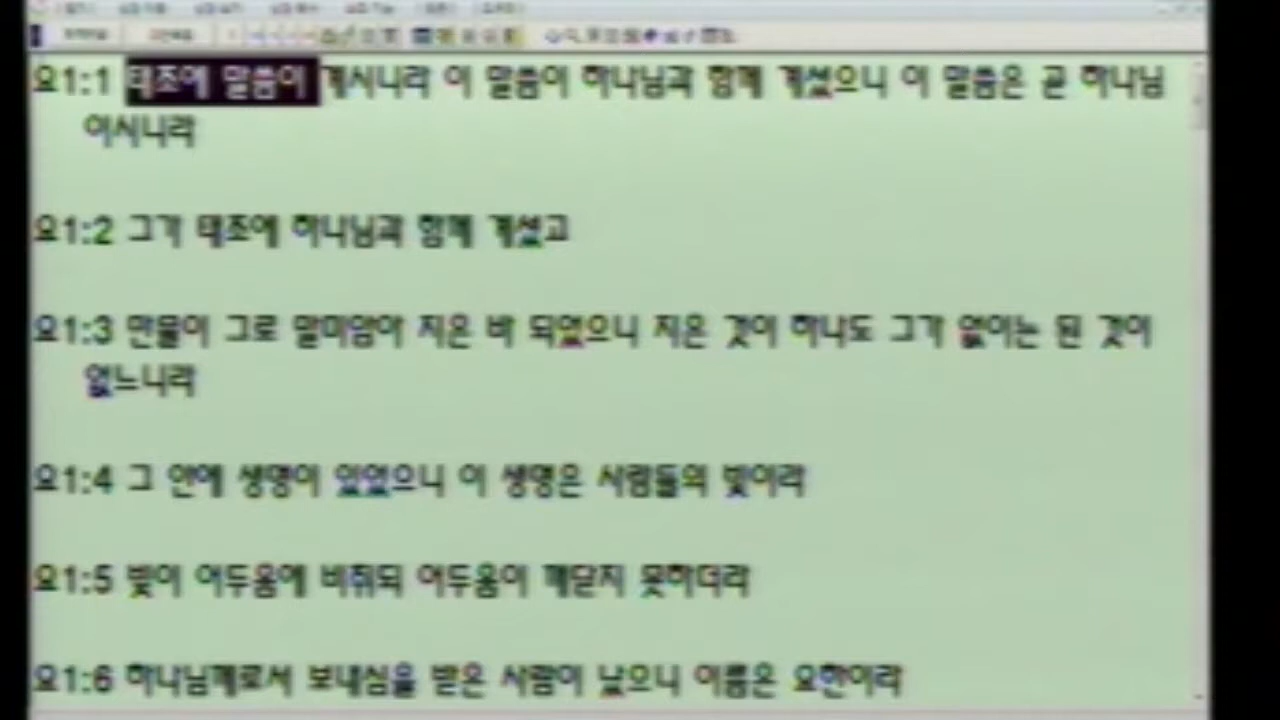 요1:1 태초에 말씀이 계시니라 이 말씀이 하나님과 함께 계셨으니 이 말씀은 곧 하나님
이시니라
요1:2 그가 태초에 하나님과 함께 계셨고
요1:3 만물이 그로 말미암아 지은 바 되었으니 지은 것이 하나도 그가 없이는 된 것이
없느니라
요1:4 그 안에 생명이 있었으니 이 생명은 사람들의 빛이라
요1:5 빛이 어두움에 비취되 어두움이 깨닫지 못하더라
요1:6 하나님께로서 보내심을 받은 사람이 났으니 이름은 요한이라